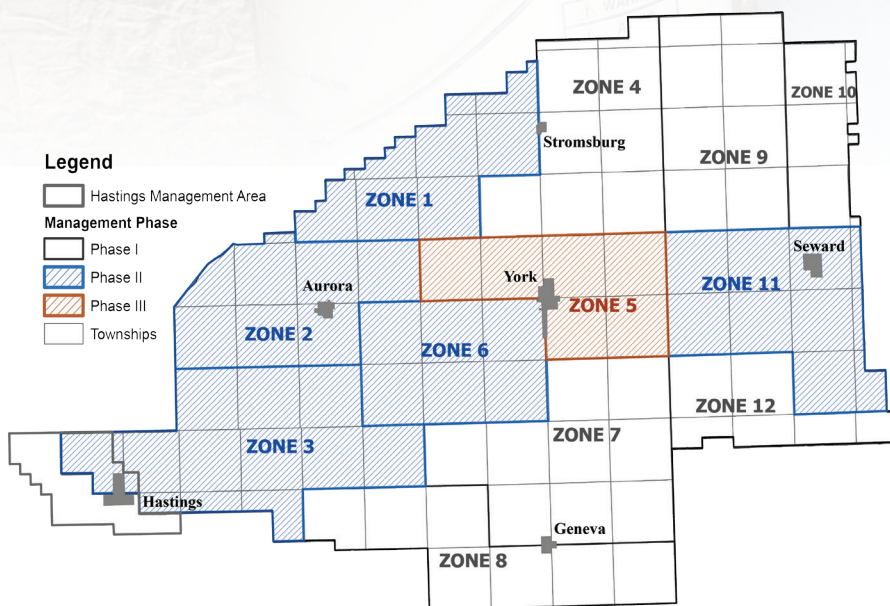 ZONE 4
ZONE 10
Stromsburg
ZONE 9
Legend
Hastings Management Area
Management Phase
Phase I
Phase II
Phase III
Townships
ZONE 1
Seward
York
Aurora
ZONE 11
ZONE 5
ZONE 2
ZONE 6
ZONE 12
ZONE 7
ZONE 3
Hastings
Geneva
ZONE 8